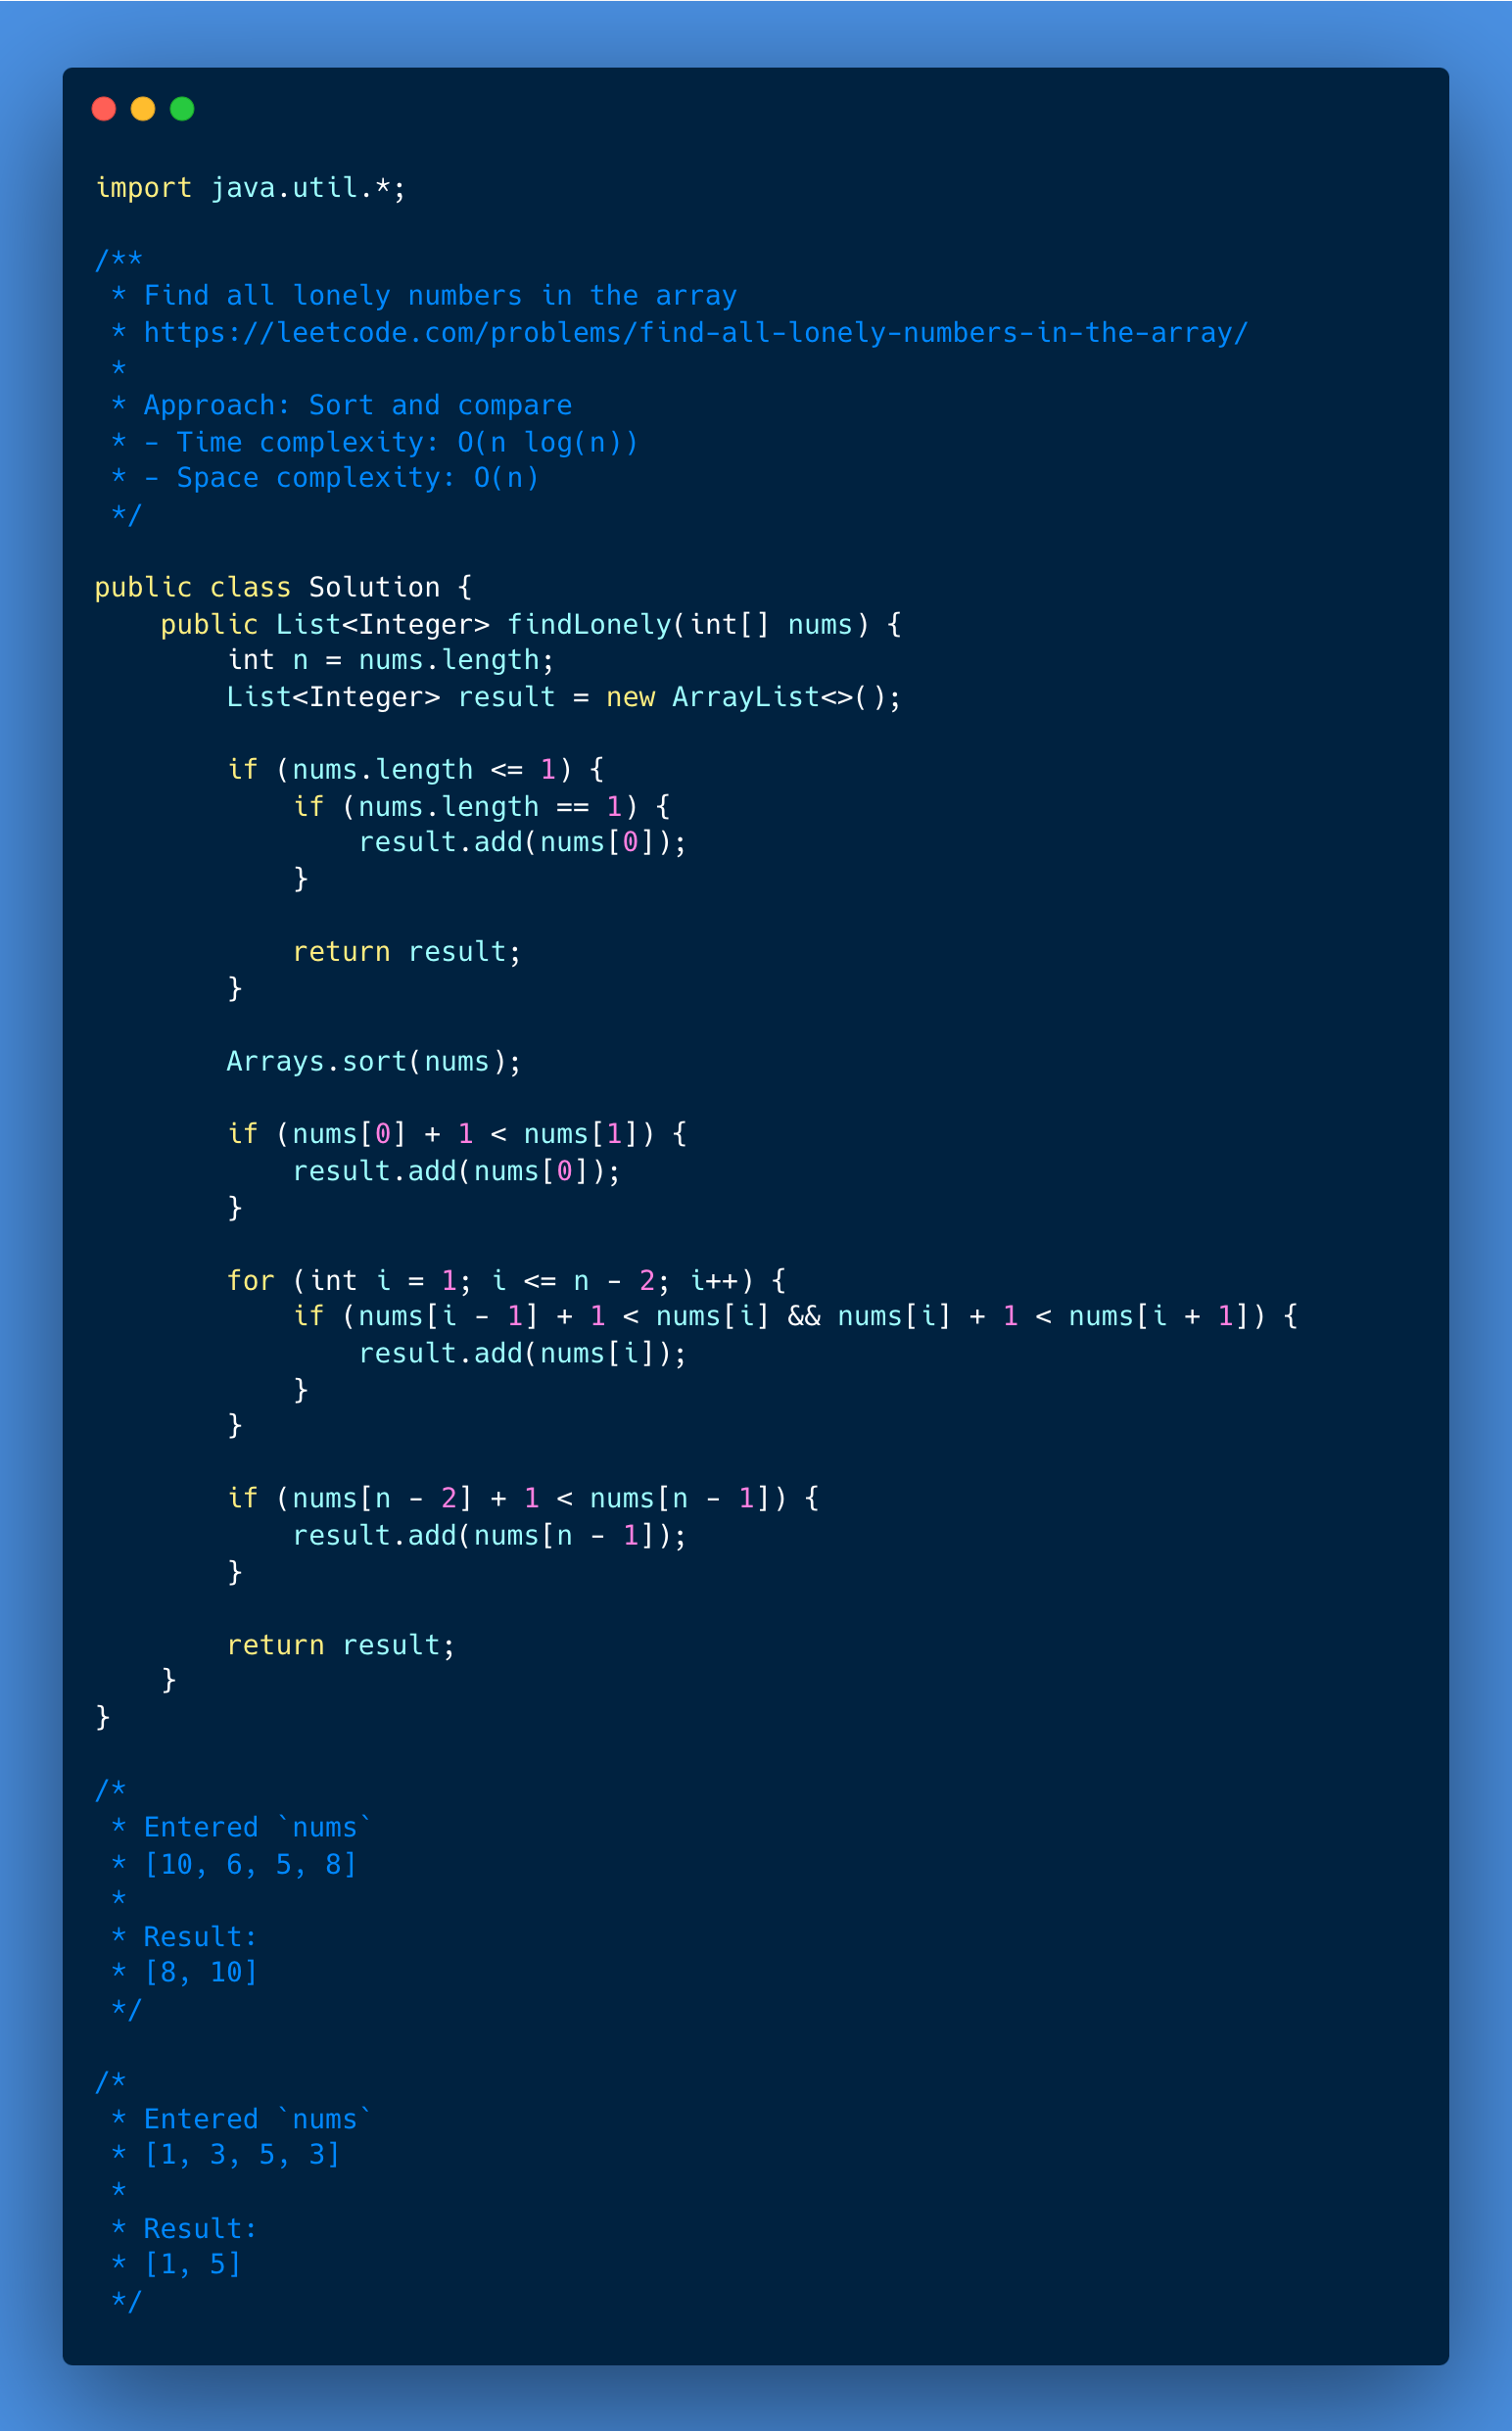 import java.util.*;

/**
 * Find all lonely numbers in the array
 * https://leetcode.com/problems/find-all-lonely-numbers-in-the-array/
 *
 * Approach: Sort and compare
 * - Time complexity: O(n log(n))
 * - Space complexity: O(n)
 */

public class Solution {
    public List<Integer> findLonely(int[] nums) {
        int n = nums.length;
        List<Integer> result = new ArrayList<>();

        if (nums.length <= 1) {
            if (nums.length == 1) {
                result.add(nums[0]);
            }

            return result;
        }

        Arrays.sort(nums);

        if (nums[0] + 1 < nums[1]) {
            result.add(nums[0]);
        }

        for (int i = 1; i <= n - 2; i++) {
            if (nums[i - 1] + 1 < nums[i] && nums[i] + 1 < nums[i + 1]) {
                result.add(nums[i]);
            }
        }

        if (nums[n - 2] + 1 < nums[n - 1]) {
            result.add(nums[n - 1]);
        }

        return result;
    }
}

/*
 * Entered `nums`
 * [10, 6, 5, 8]
 *
 * Result:
 * [8, 10]
 */

/*
 * Entered `nums`
 * [1, 3, 5, 3]
 *
 * Result:
 * [1, 5]
 */